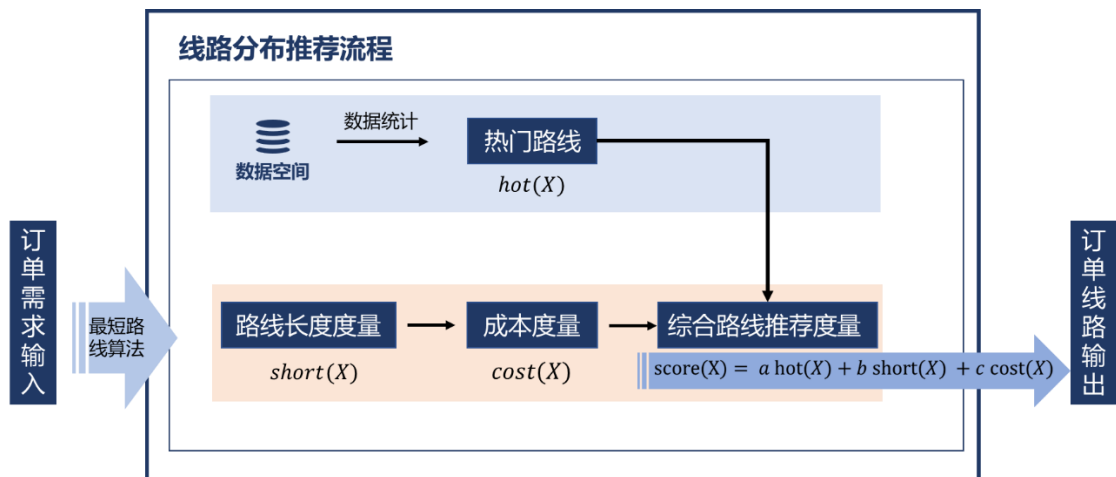 线路分布推荐流程
数据空间
数据统计
热门路线
hot(X)
订单需求输入
最短路
线算法
路线长度度量
short(X)
成本度量
cost(X)
综合路线推荐度量
score(X) = a hot(X) + b short(X) + c cost(X)
订单线路输出